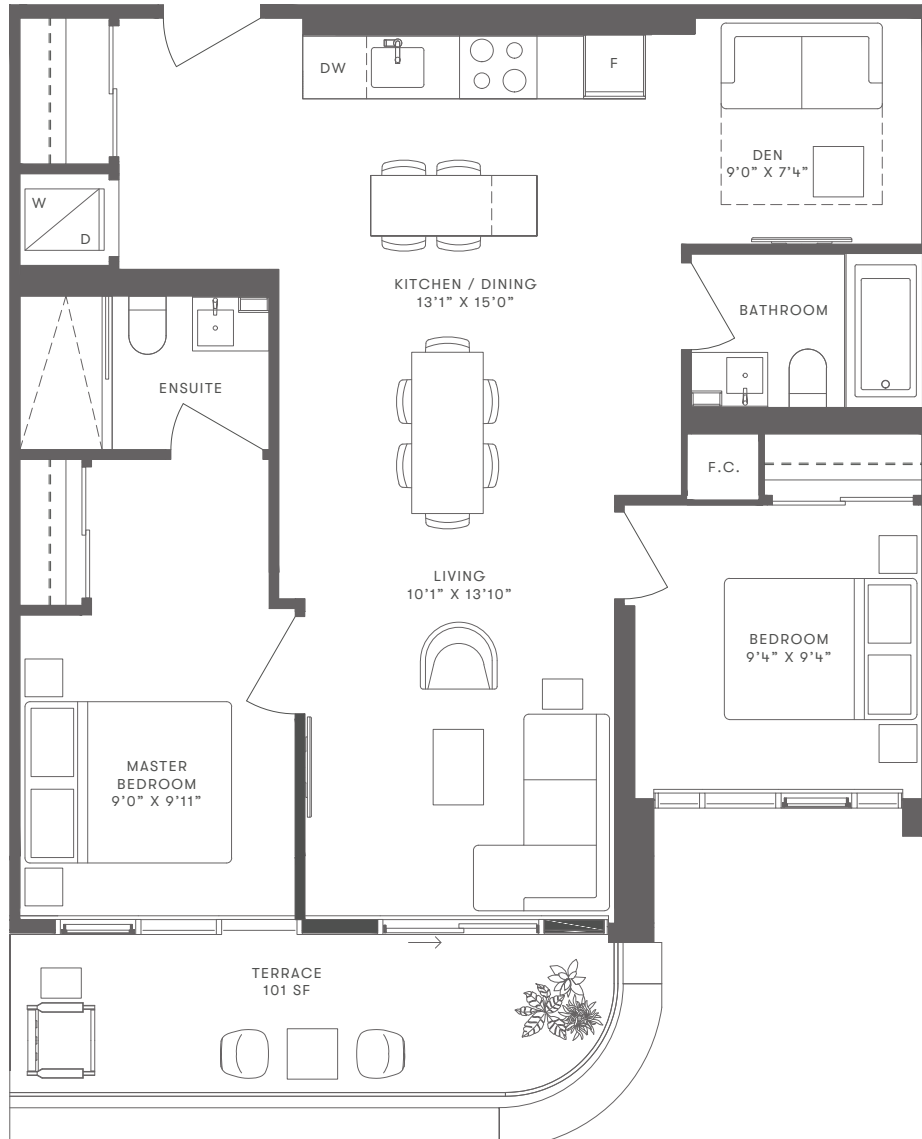 DW
F
DEN
9’0” X 7’4”
W
D
KITCHEN / DINING
13’1” X 15’0”
BATHROOM
ENSUITE
F.C.
LIVING
10’1” X 13’10”
BEDROOM
9’4” X 9’4”
MASTER
BEDROOM
9’0” X 9’11”
TERRACE
101 SF